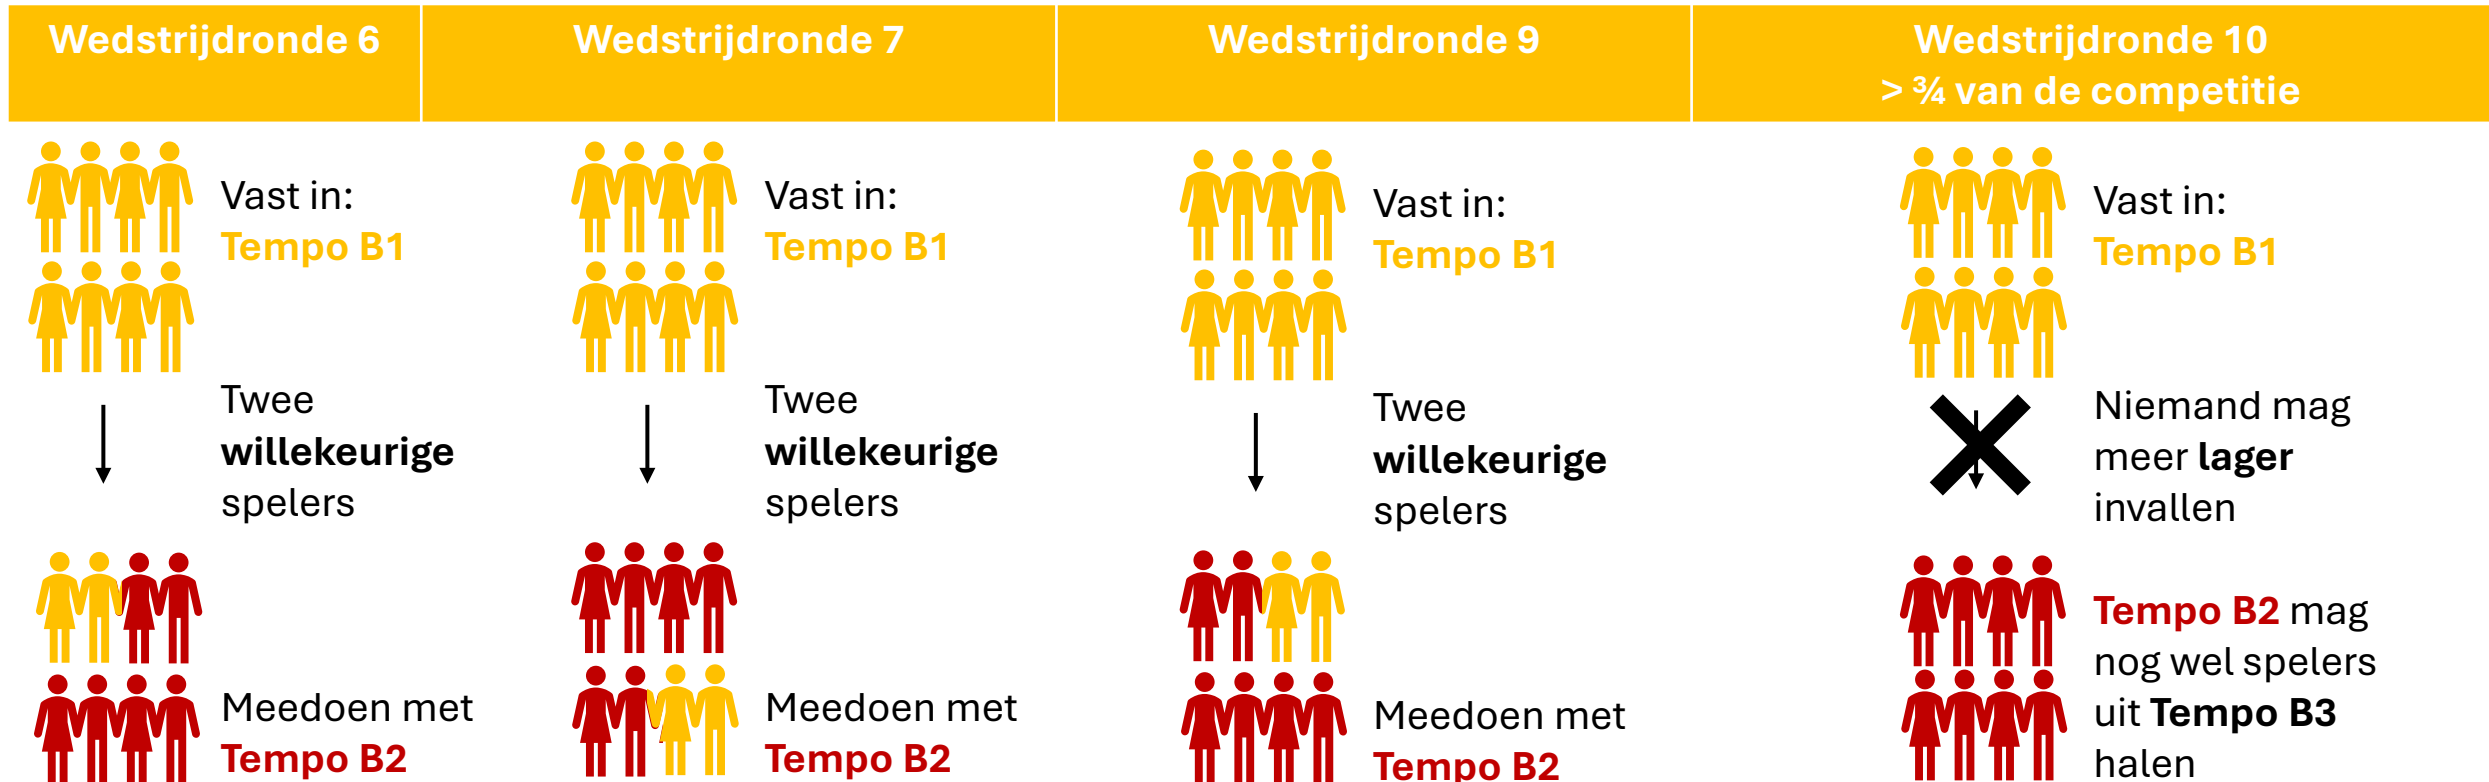 Wedstrijdronde 6
Wedstrijdronde 7
Wedstrijdronde 9
Wedstrijdronde 10
> ¾ van de competitie
Vast in:
Tempo B1
Twee
willekeurige
spelers
Meedoen met
Tempo B2
Vast in:
Tempo B1
Twee
willekeurige
spelers
Meedoen met
Tempo B2
Vast in:
Tempo B1
Twee
willekeurige
spelers
Meedoen met
Tempo B2
Vast in:
Tempo B1
Niemand mag
meer lager
invallen
Tempo B2 mag
nog wel spelers
uit Tempo B3
halen